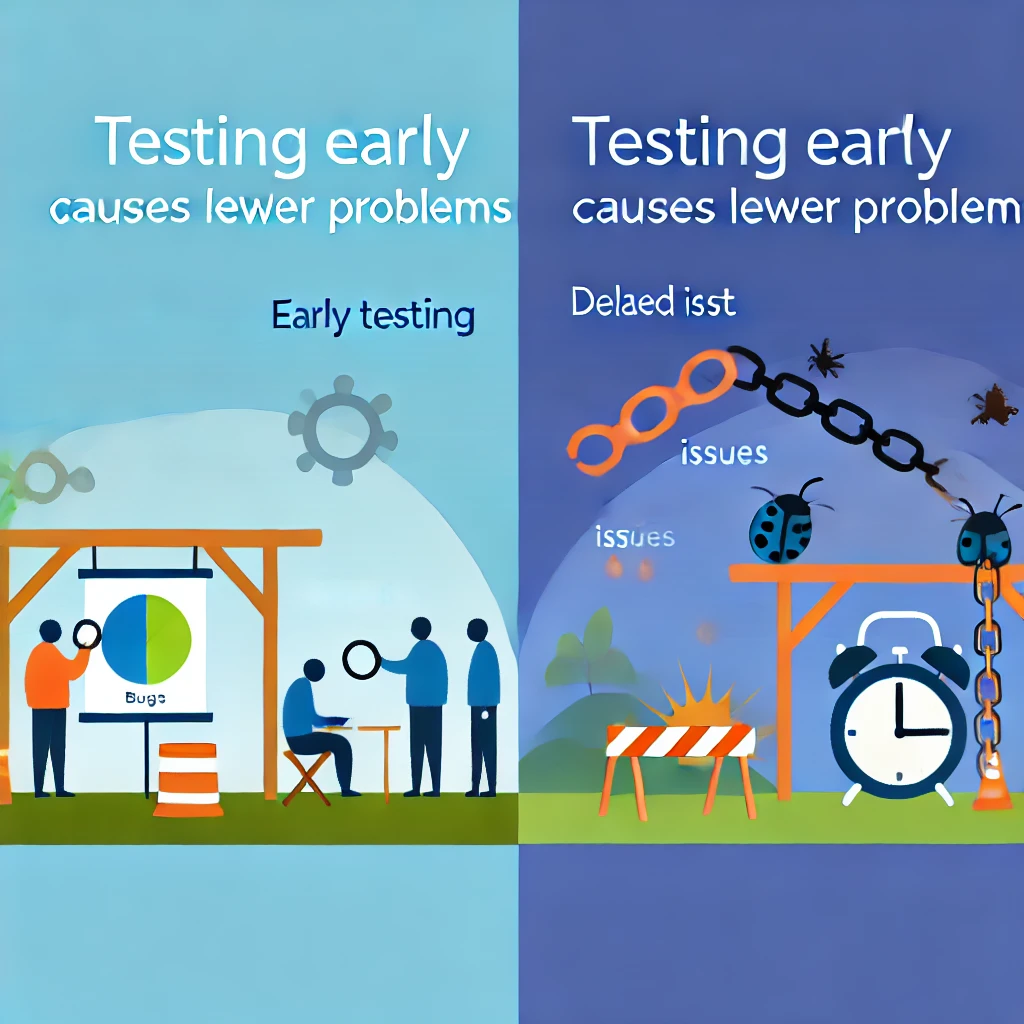 Testing early
causes lewer problems
Early testing
Bugs
Testing early
causes lewer problem
Delaed isst
issues
issues